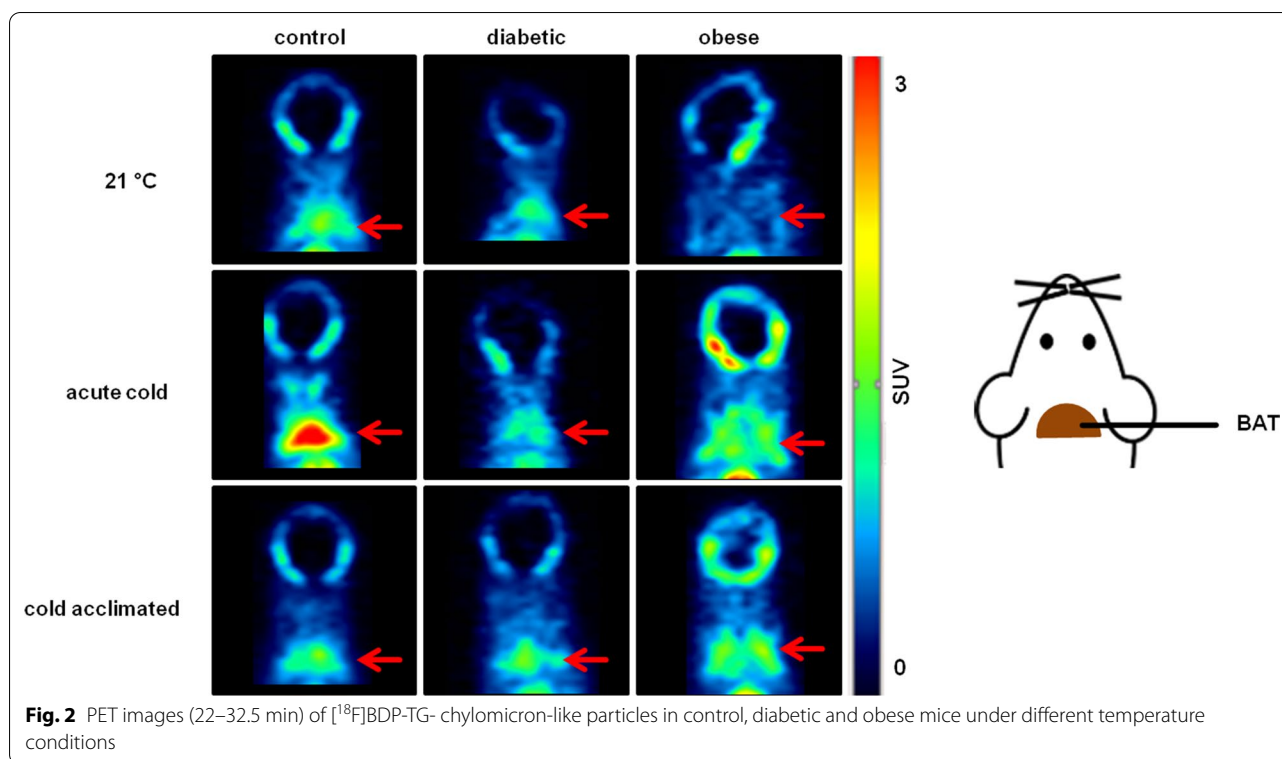 control diabetic obese
3
21 °C
acute cold
SUV
BAT
cold acclimated
0
Fig. 2 PET images (22–32.5 min) of [¹⁸F]BDP-TG- chylomicron-like particles in control, diabetic and obese mice under different temperature
conditions